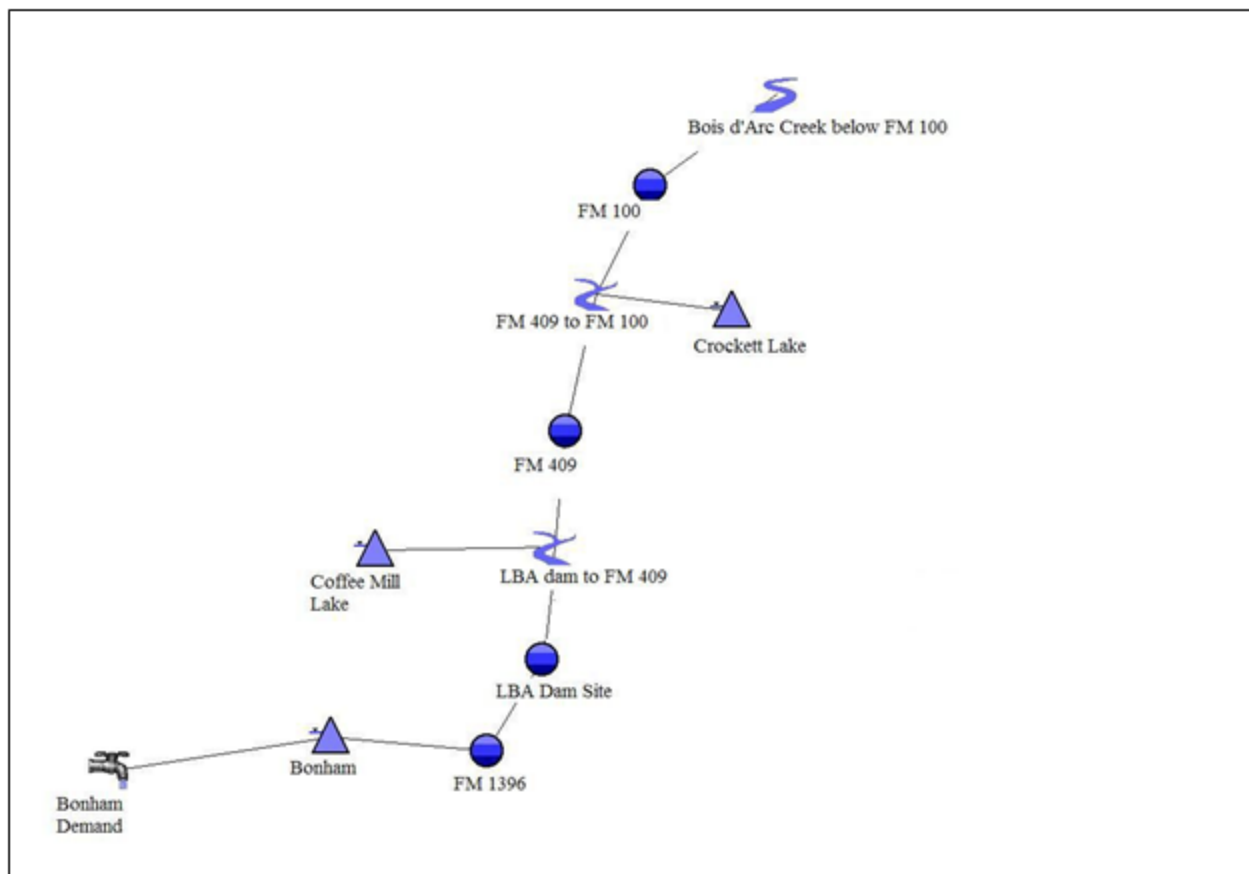 Bois d'Arc Creek below FM 100
FM 100
FM 409 to FM 100
Crockett Lake
FM 409
LBA dam to FM 409
Coffee Mill
Lake
LBA Dam Site
Bonham
FM 1396
Bonham
Demand